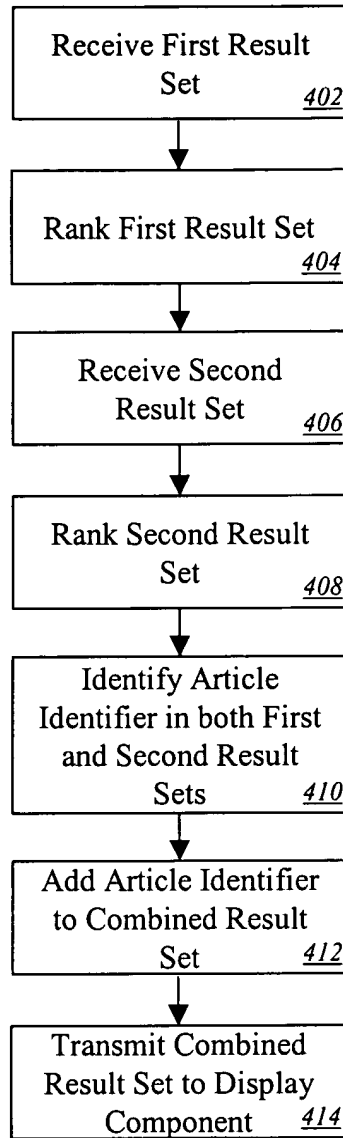 Receive First Result
Set
402
Rank First Result Set
404
Receive Second
Result Set
406
Rank Second Result
Set
408
Identify Article
Identifier in both First
and Second Result
Sets
410
Add Article Identifier
to Combined Result
Set
412
Transmit Combined
Result Set to Display
Component
414